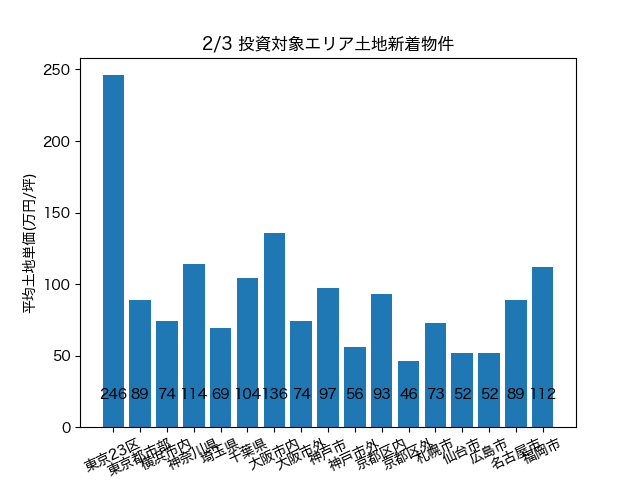 2/3 投資対象エリア土地新着物件
平均土地単価(万円/坪)
250
200
150
100
50
0
246 89 74 114 69 104 136 74 97 56 93 46 73 52 52 89 112
東京23区
東京都市部
横浜市内
神奈川県
埼玉県
千葉県
大阪市内
大阪市外
神戸市
神戸市外
京都区内
京都区外
札幌市
仙台市
広島市
名古屋市
福岡市